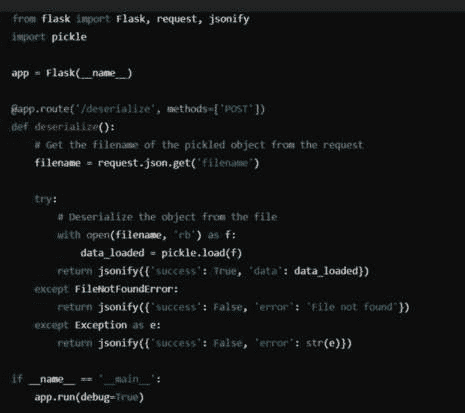 from flask import Flask, request, jsonify
import pickle
app = Flask(__name__)
@app.route('/deserialize', methods=['POST'])
def deserialize():
# Get the filename of the pickled object from the request
filename = request.json.get('filename')
try:
# Deserialize the object from the file
with open(filename, 'rb') as f:
data_loaded = pickle.load(f)
return jsonify({'success': True, 'data': data_loaded})
except FileNotFoundError:
return jsonify({'success': False, 'error': 'File not found'})
except Exception as e:
return jsonify({'success': False, 'error': str(e)})
if __name__ == '__main__':
app.run(debug=True)